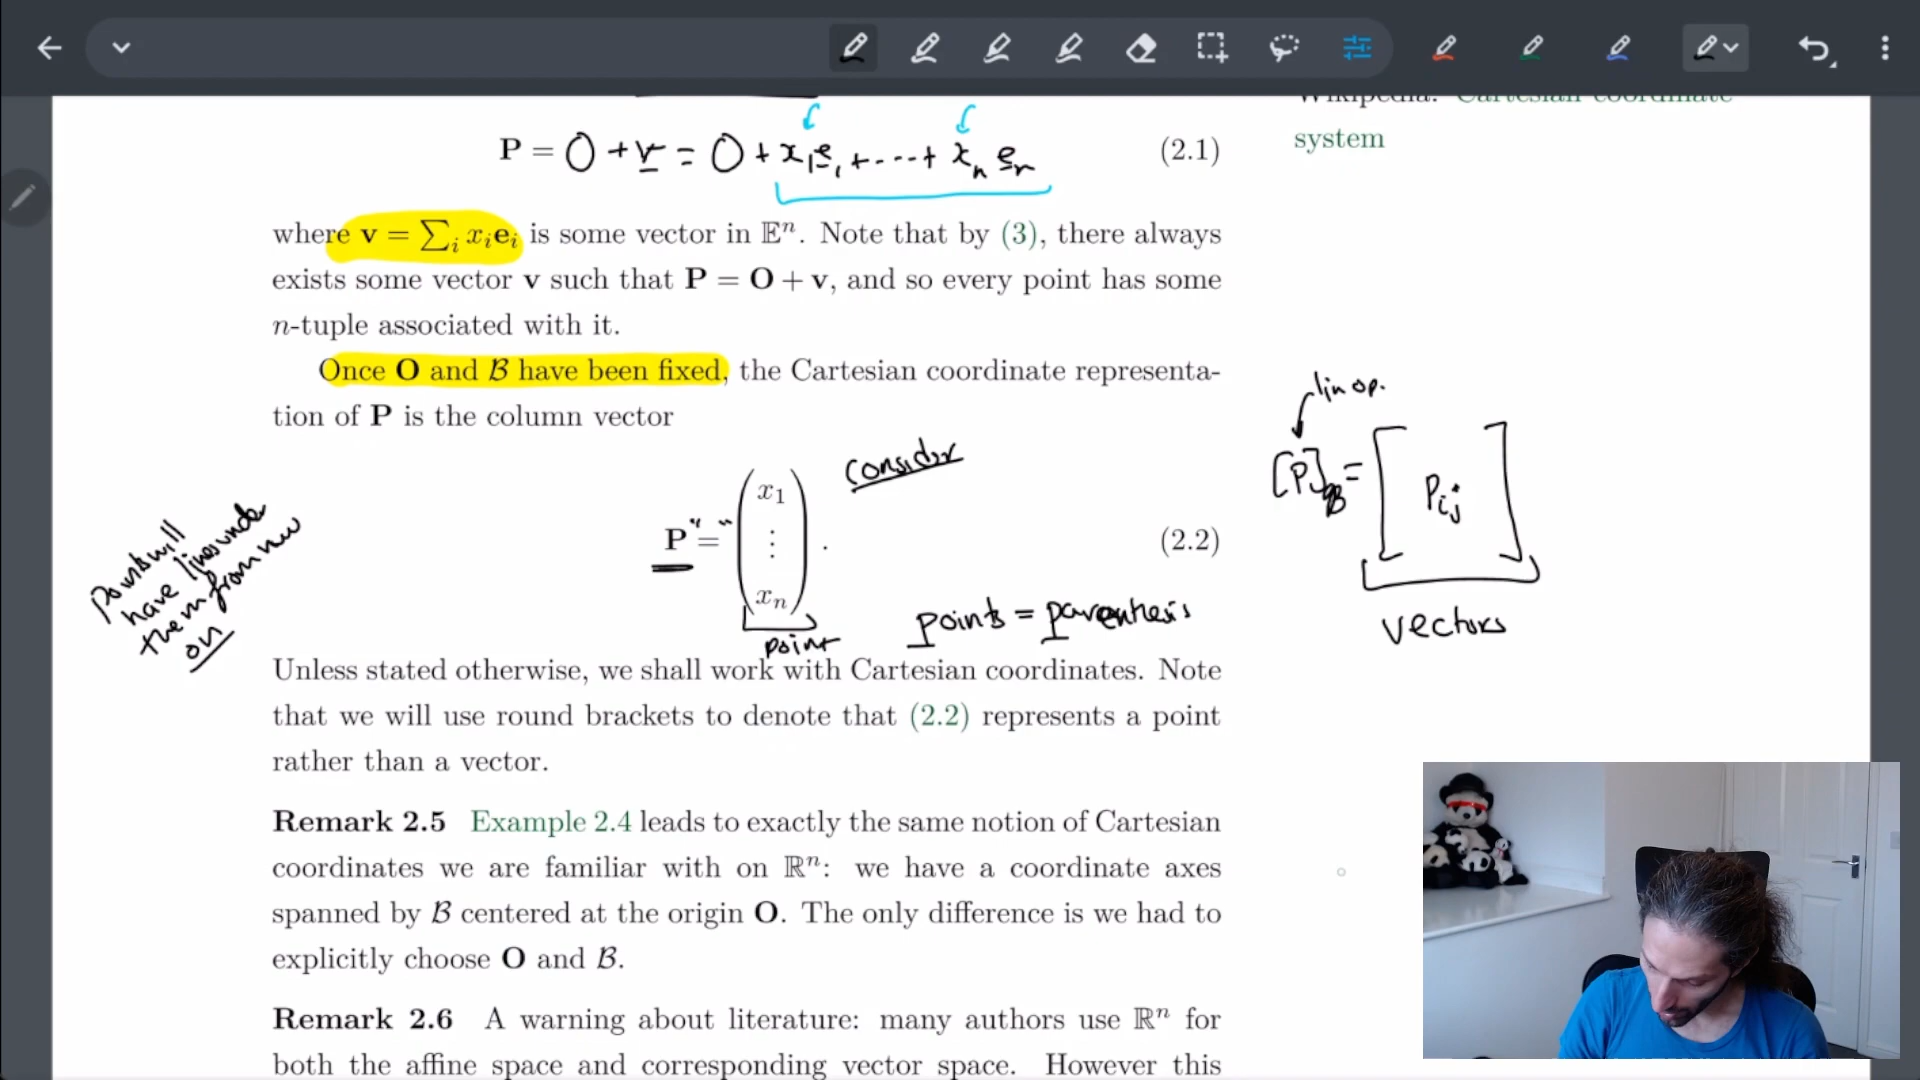 Wikipedia: Cartesian coordinate
system
P = O + v = O + x₁e₁ + .... + xₙ eₙ (2.1)
where v = ∑ᵢ xᵢeᵢ is some vector in 𝔼ⁿ. Note that by (3), there always
exists some vector v such that P = O + v, and so every point has some
n-tuple associated with it.
Once O and ℬ have been fixed, the Cartesian coordinate representa-
tion of P is the column vector
lin op.
[P]ℬ = [ Pᵢⱼ ]
vectors
consider
P "=" ( x₁ ⋮ xₙ ) . (2.2)
point
points = parenthesis
points will
have lines under
them from now
on
Unless stated otherwise, we shall work with Cartesian coordinates. Note
that we will use round brackets to denote that (2.2) represents a point
rather than a vector.
Remark 2.5 Example 2.4 leads to exactly the same notion of Cartesian
coordinates we are familiar with on ℝⁿ: we have a coordinate axes
spanned by ℬ centered at the origin O. The only difference is we had to
explicitly choose O and ℬ.
Remark 2.6 A warning about literature: many authors use ℝⁿ for
both the affine space and corresponding vector space. However this